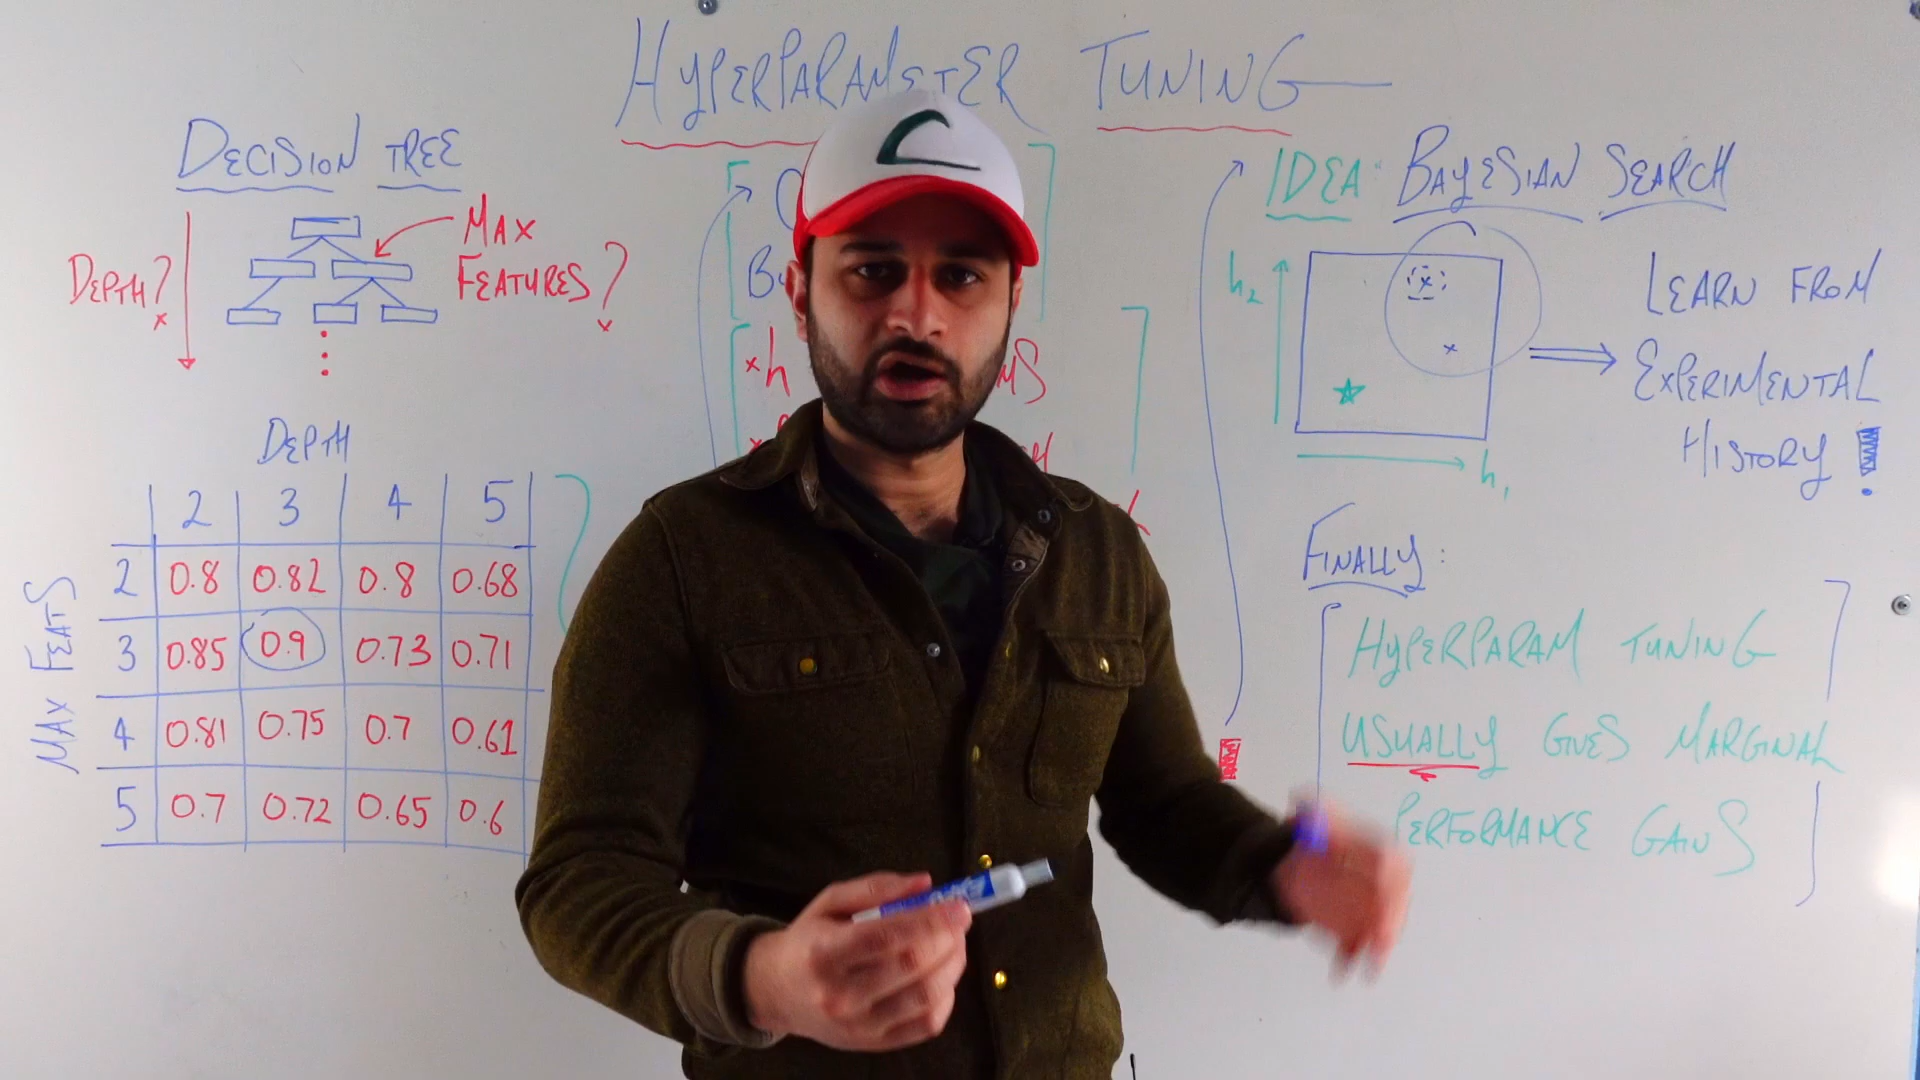 HYPERPARAMETER TUNING
DECISION TREE
DEPTH?
MAX
FEATURES?
DEPTH
2 3 4 5
MAX FEATS
2 0.8 0.82 0.8 0.68
3 0.85 0.9 0.73 0.71
4 0.81 0.75 0.7 0.61
5 0.7 0.72 0.65 0.6
IDEA: BAYESIAN SEARCH
h2
h1
LEARN FROM
EXPERIMENTAL
HISTORY!
FINALLY:
HYPERPARAM TUNING
USUALLY GIVES MARGINAL
PERFORMANCE GAINS